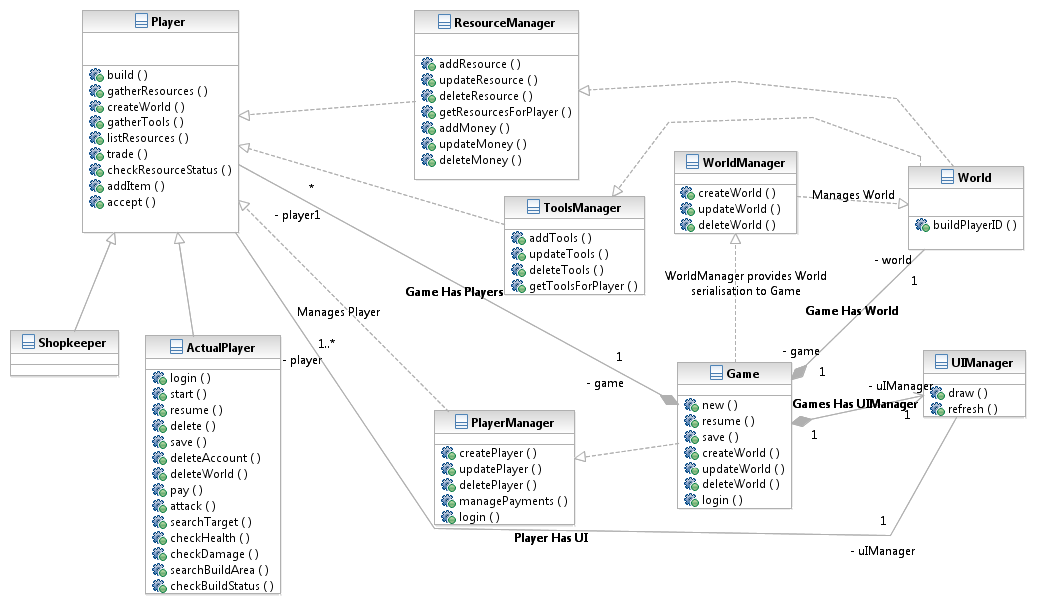 Player
build ( )
gatherResources ( )
createWorld ( )
gatherTools ( )
listResources ( )
trade ( )
checkResourceStatus ( )
addItem ( )
accept ( )
ResourceManager
addResource ( )
updateResource ( )
deleteResource ( )
getResourcesForPlayer ( )
addMoney ( )
updateMoney ( )
deleteMoney ( )
WorldManager
createWorld ( )
updateWorld ( )
deleteWorld ( )
Manages World
World
buildPlayerID ( )
*
- player1
ToolsManager
addTools ( )
updateTools ( )
deleteTools ( )
getToolsForPlayer ( )
- world
1
WorldManager provides World
serialisation to Game
Game Has Players
Manages Player
Game Has World
Shopkeeper
1..*
- player
ActualPlayer
login ( )
start ( )
resume ( )
delete ( )
save ( )
deleteAccount ( )
deleteWorld ( )
pay ( )
attack ( )
searchTarget ( )
checkHealth ( )
checkDamage ( )
searchBuildArea ( )
checkBuildStatus ( )
1
- game
- game
1
Game
new ( )
resume ( )
save ( )
createWorld ( )
updateWorld ( )
deleteWorld ( )
login ( )
UIManager
draw ( )
refresh ( )
- uIManager
Games Has UIManager
1
1
PlayerManager
createPlayer ( )
updatePlayer ( )
deletePlayer ( )
managePayments ( )
login ( )
Player Has UI
1
- uIManager